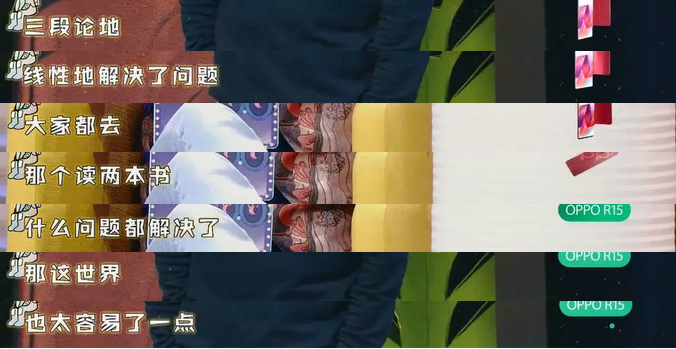 三段论地
线性地解决了问题
大家都去
那个读两本书
什么问题都解决了
OPPO R15
那这世界
OPPO R15
也太容易了一点
OPPO R15